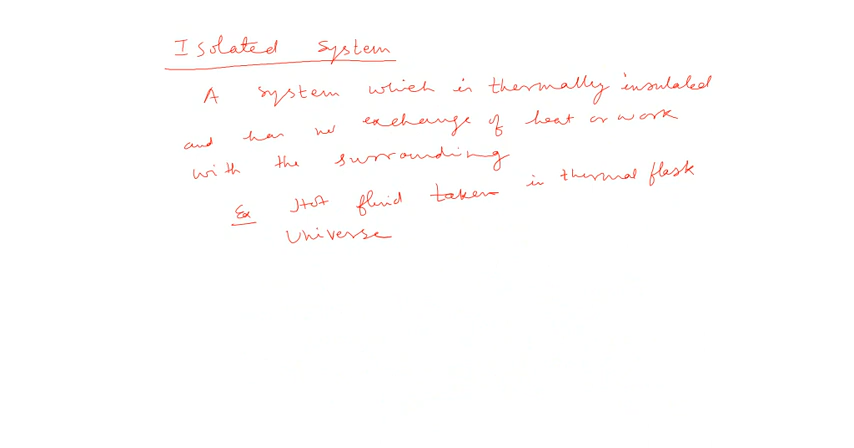 Isolated System
A system which is thermally insulated
and has no exchange of heat or work
with the surrounding
Ex Hot fluid taken in thermal flask
Universe